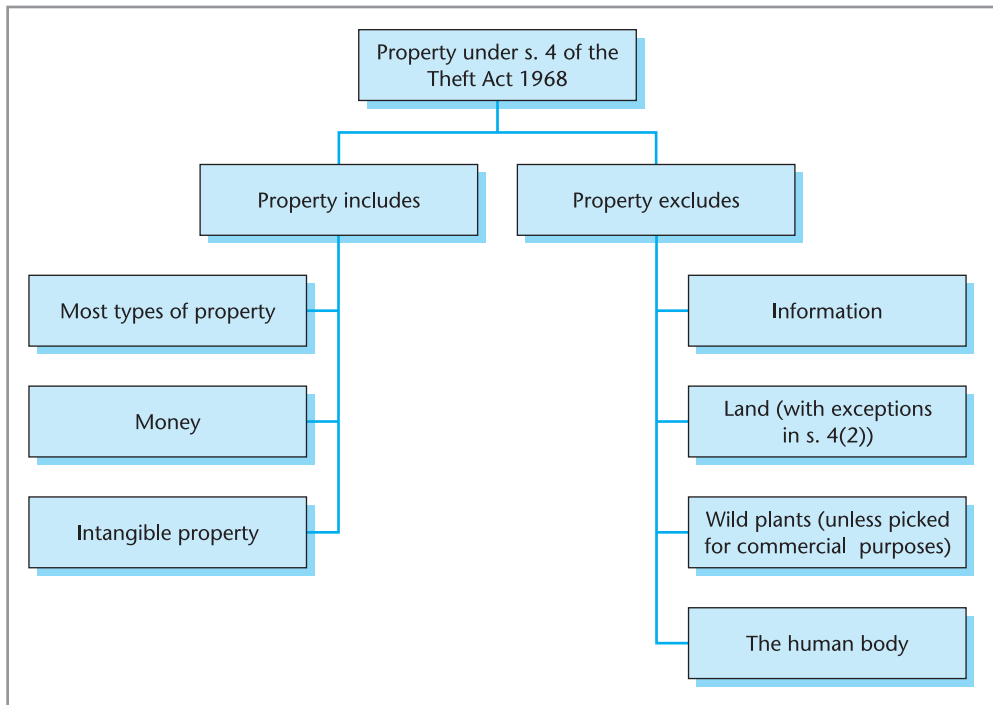 Property under s. 4 of the
Theft Act 1968
Property includes
Property excludes
Most types of property
Money
Intangible property
Information
Land (with exceptions
in s. 4(2))
Wild plants (unless picked
for commercial purposes)
The human body